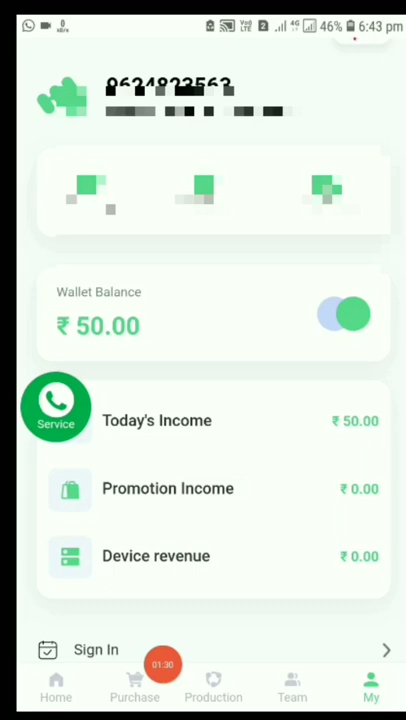 46% 6:43 pm
Wallet Balance
₹ 50.00
Service
Today's Income ₹ 50.00
Promotion Income ₹ 0.00
Device revenue ₹ 0.00
Sign In
01:30
Home Purchase Production Team My